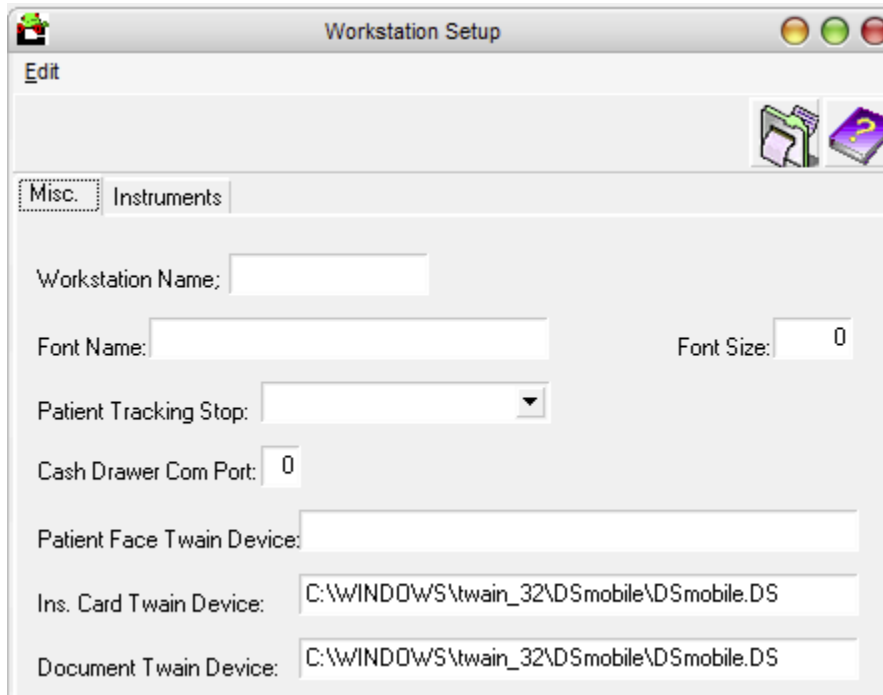 Workstation Setup
Edit
?
Misc. Instruments
Workstation Name;
Font Name: Font Size: 0
Patient Tracking Stop:
Cash Drawer Com Port: 0
Patient Face Twain Device:
Ins. Card Twain Device: C:\WINDOWS\twain_32\DSmobile\DSmobile.DS
Document Twain Device: C:\WINDOWS\twain_32\DSmobile\DSmobile.DS